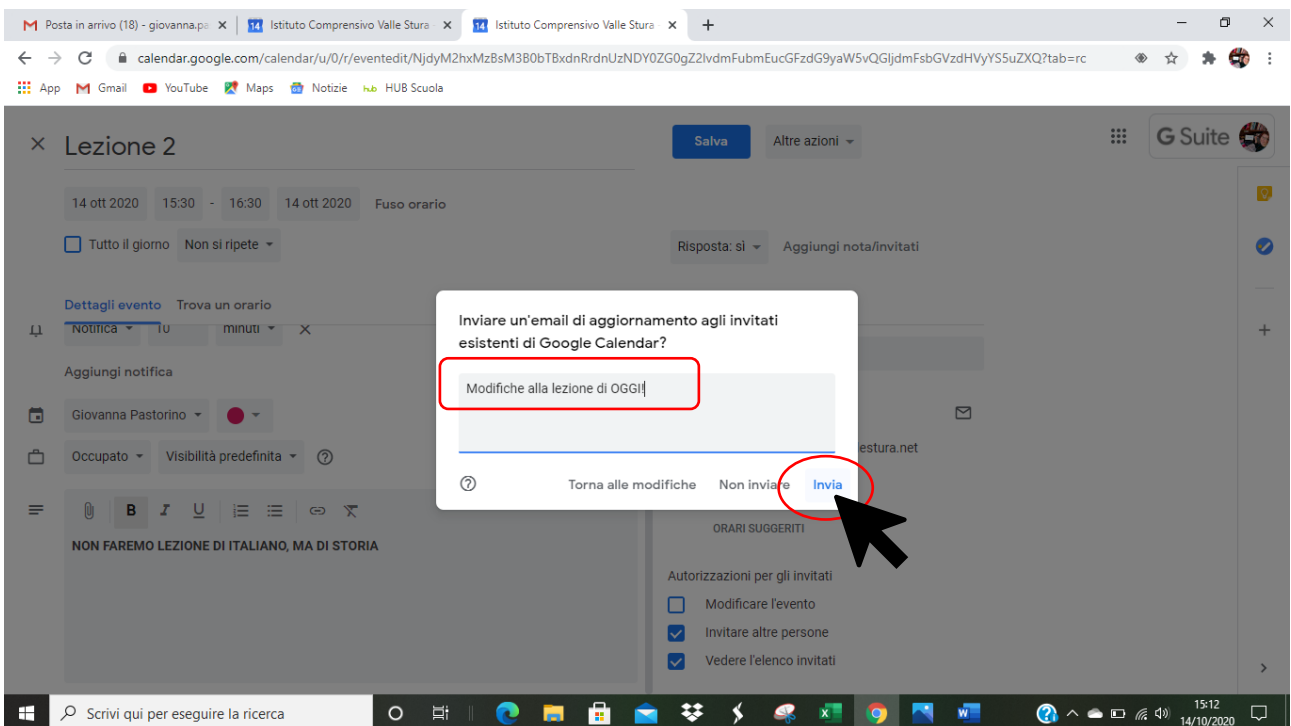 Posta in arrivo (18) - giovanna.pa
Istituto Comprensivo Valle Stura
Istituto Comprensivo Valle Stura
calendar.google.com/calendar/u/0/r/eventedit/NjdyM2hxMzBsM3B0bTBxdnRrdnUzNDY0ZG0gZ2lvdmFubmEucGFzdG9yaW5vQGljdmFsbGVzdHVyYS5uZXQ?tab=rc
App Gmail YouTube Maps Notizie hub HUB Scuola
Lezione 2
Salva Altre azioni
G Suite
14 ott 2020 15:30 - 16:30 14 ott 2020 Fuso orario
Tutto il giorno Non si ripete
Risposta: sì Aggiungi nota/invitati
Dettagli evento Trova un orario
Notifica 10 minuti
Aggiungi notifica
Giovanna Pastorino
Occupato Visibilità predefinita
B I U
NON FAREMO LEZIONE DI ITALIANO, MA DI STORIA
Inviare un'email di aggiornamento agli invitati
esistenti di Google Calendar?
Modifiche alla lezione di OGGI!
Torna alle modifiche Non inviare Invia
estura.net
ORARI SUGGERITI
Autorizzazioni per gli invitati
Modificare l'evento
Invitare altre persone
Vedere l'elenco invitati
Scrivi qui per eseguire la ricerca
15:12
14/10/2020